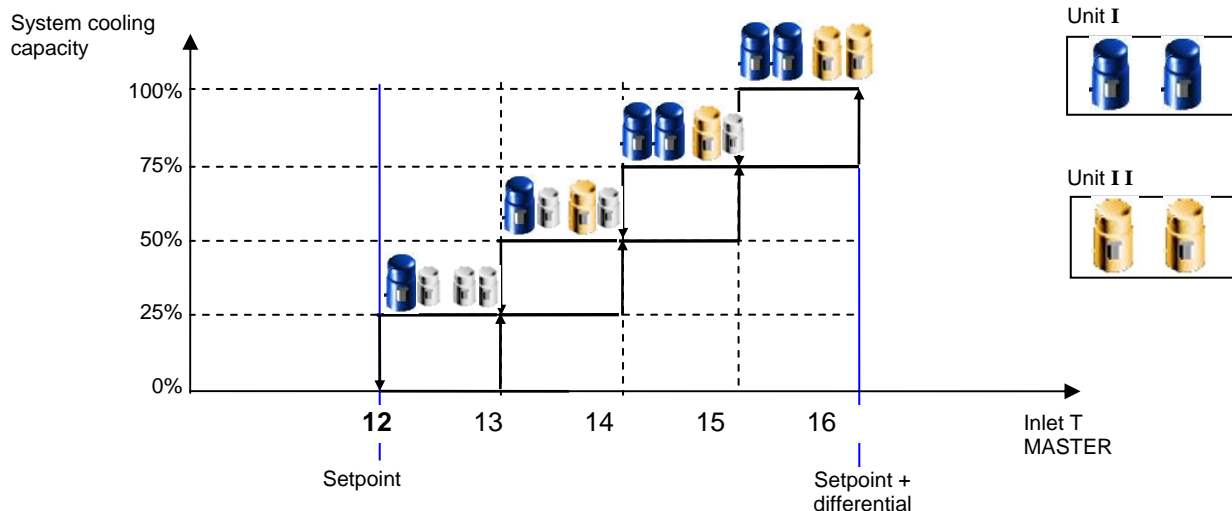 System cooling
capacity
Unit I
100%
75%
Unit I I
50%
25%
0%
12 13 14 15 16
Inlet T
MASTER
Setpoint
Setpoint +
differential